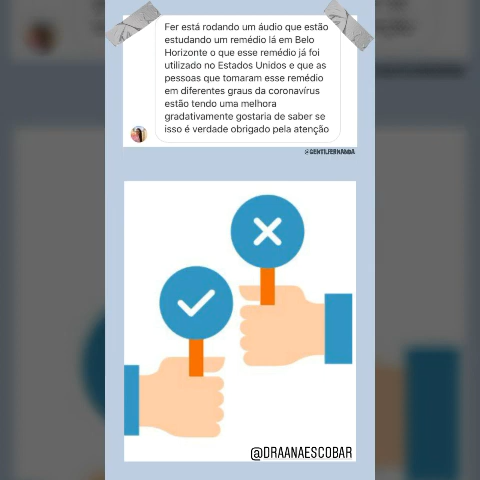 Fer está rodando um áudio que estão
estudando um remédio lá em Belo
Horizonte o que esse remédio já foi
utilizado no Estados Unidos e que as
pessoas que tomaram esse remédio
em diferentes graus da coronavírus
estão tendo uma melhora
gradativamente gostaria de saber se
isso é verdade obrigado pela atenção
@GENTILFERNANDA
@DRAANAESCOBAR